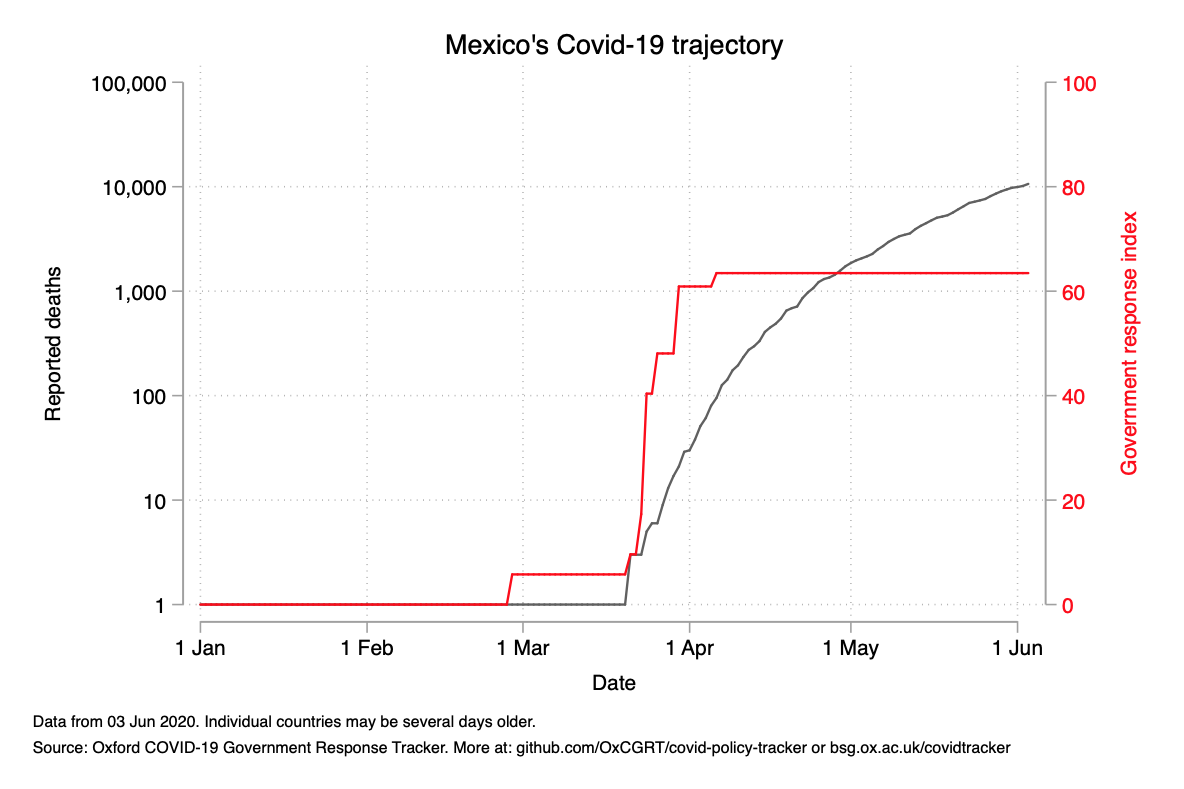 Mexico's Covid-19 trajectory
100,000
10,000
1,000
100
10
1
Reported deaths
100
80
60
40
20
0
Government response index
1 Jan 1 Feb 1 Mar 1 Apr 1 May 1 Jun
Date
Data from 03 Jun 2020. Individual countries may be several days older.
Source: Oxford COVID-19 Government Response Tracker. More at: github.com/OxCGRT/covid-policy-tracker or bsg.ox.ac.uk/covidtracker